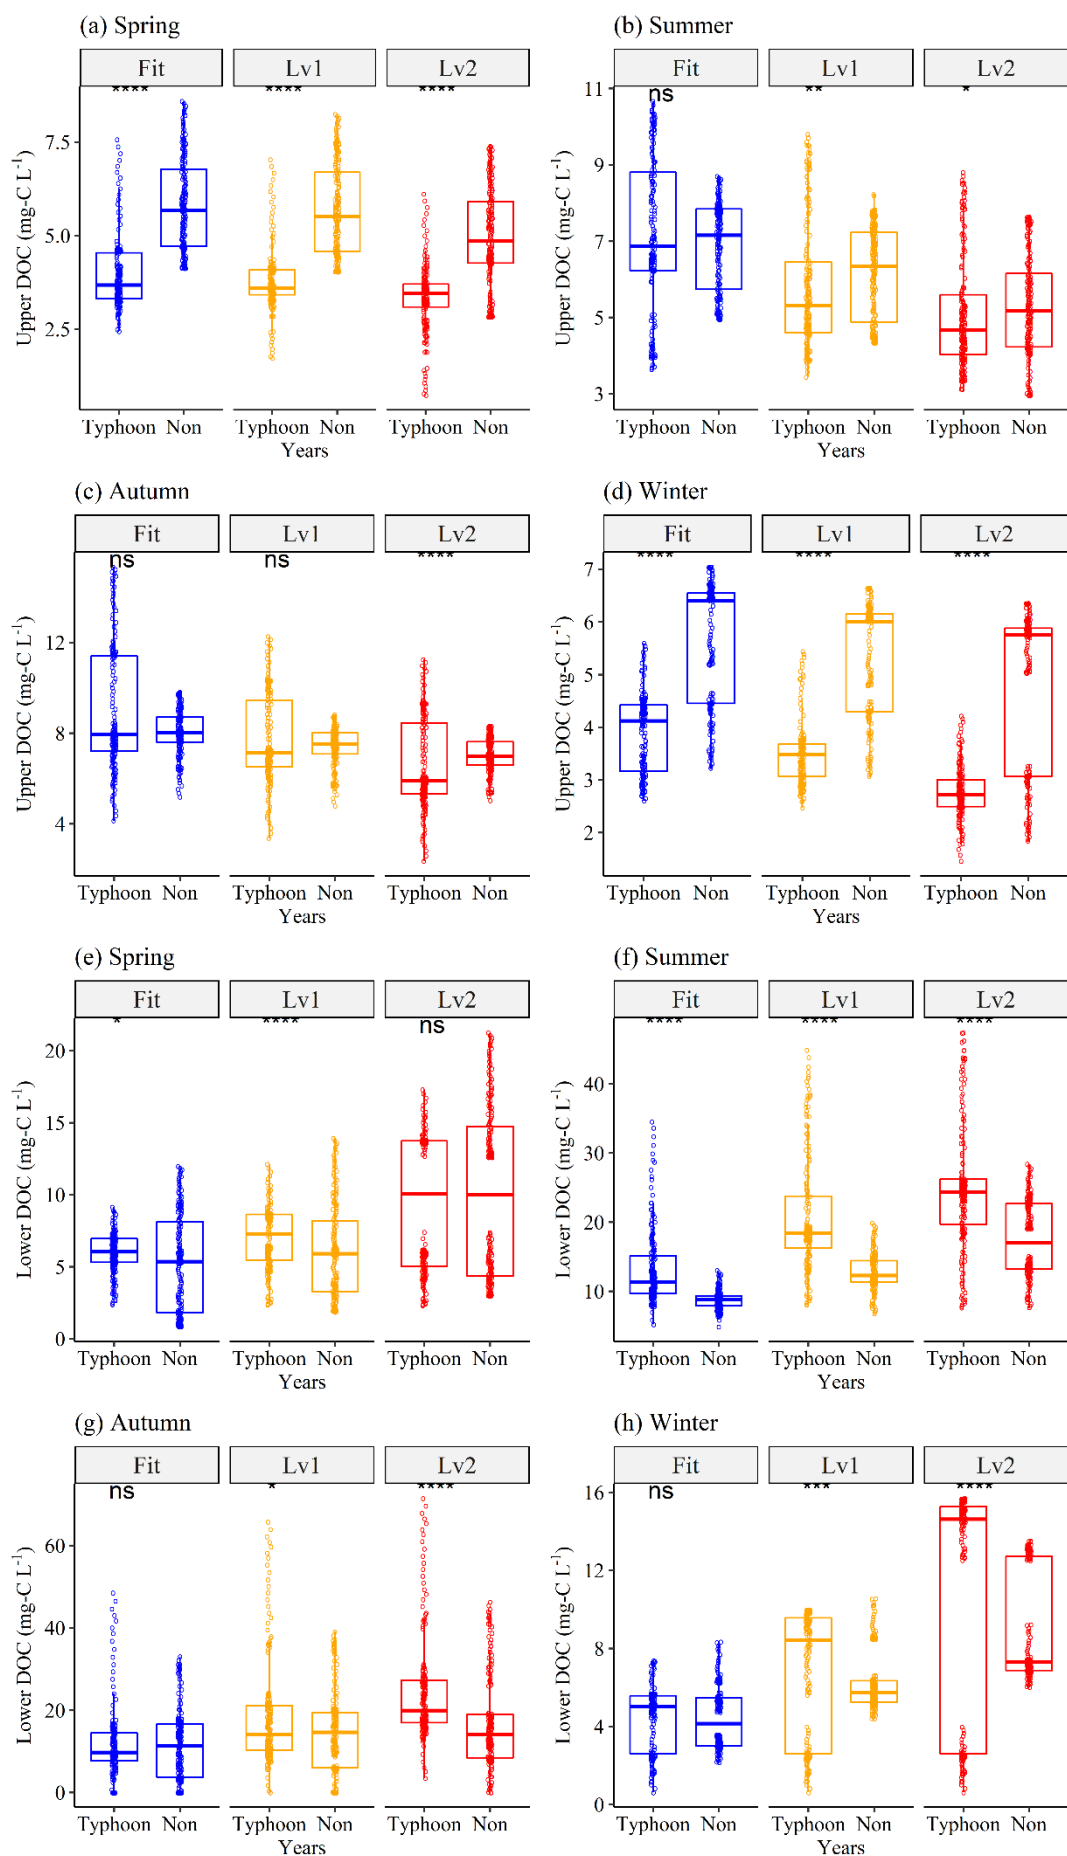 (a) Spring
Fit Lv1 Lv2
**** **** ****
Upper DOC (mg-C L⁻¹)
7.5
5.0
2.5
Typhoon Non Typhoon Non Typhoon Non
Years
(b) Summer
Fit Lv1 Lv2
ns ** *
Upper DOC (mg-C L⁻¹)
11
9
7
5
3
Typhoon Non Typhoon Non Typhoon Non
Years
(c) Autumn
Fit Lv1 Lv2
ns ns ****
Upper DOC (mg-C L⁻¹)
12
8
4
Typhoon Non Typhoon Non Typhoon Non
Years
(d) Winter
Fit Lv1 Lv2
**** **** ****
Upper DOC (mg-C L⁻¹)
7
6
5
4
3
2
Typhoon Non Typhoon Non Typhoon Non
Years
(e) Spring
Fit Lv1 Lv2
* **** ns
Lower DOC (mg-C L⁻¹)
20
15
10
5
0
Typhoon Non Typhoon Non Typhoon Non
Years
(f) Summer
Fit Lv1 Lv2
**** **** ****
Lower DOC (mg-C L⁻¹)
40
30
20
10
Typhoon Non Typhoon Non Typhoon Non
Years
(g) Autumn
Fit Lv1 Lv2
ns * ****
Lower DOC (mg-C L⁻¹)
60
40
20
0
Typhoon Non Typhoon Non Typhoon Non
Years
(h) Winter
Fit Lv1 Lv2
ns *** ****
Lower DOC (mg-C L⁻¹)
16
12
8
4
0
Typhoon Non Typhoon Non Typhoon Non
Years